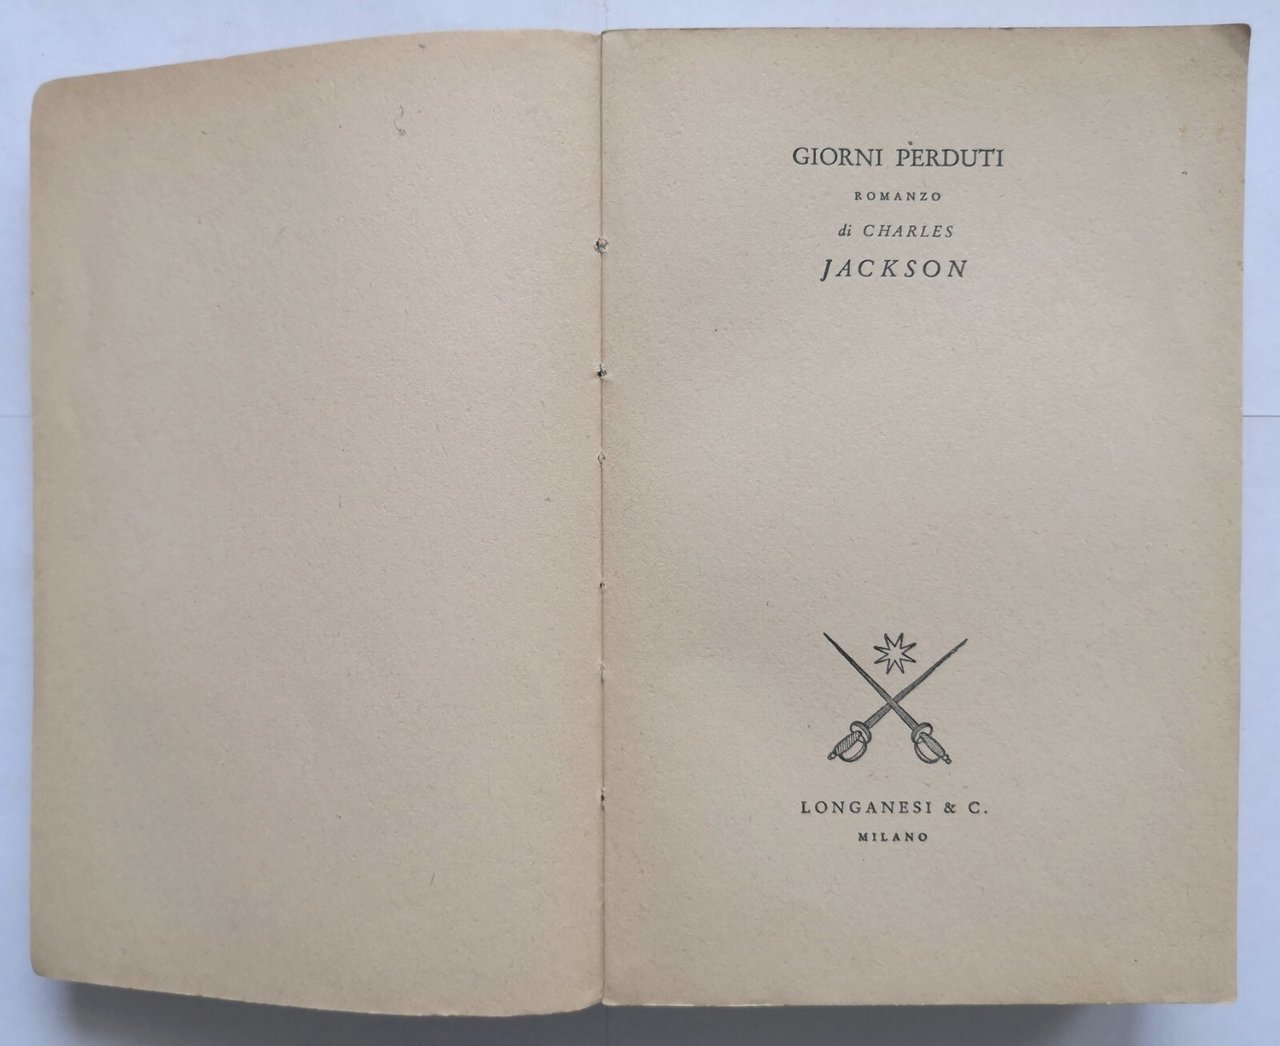 GIORNI PERDUTI
ROMANZO
di CHARLES
JACKSON
LONGANESI & C.
MILANO